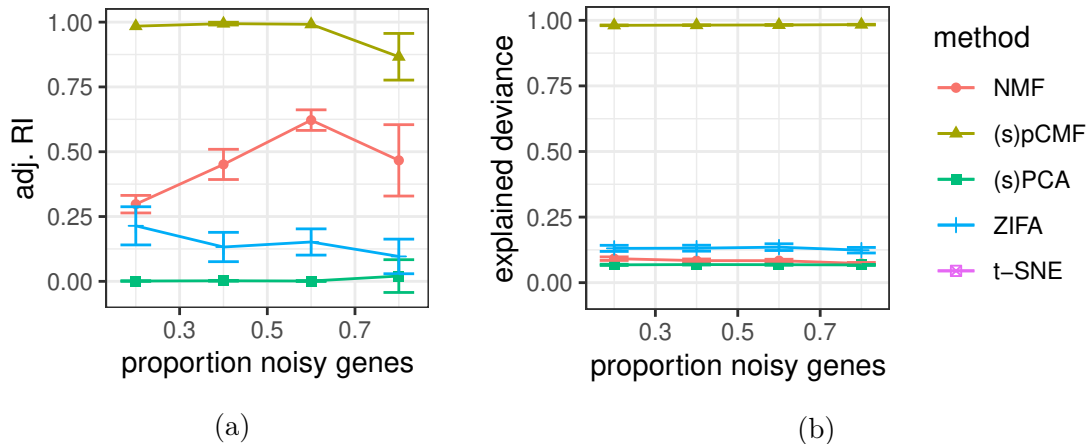 1.00
0.75
0.50
0.25
0.00
adj. RI
0.3 0.5 0.7
proportion noisy genes
(a)
1.00
0.75
0.50
0.25
0.00
explained deviance
0.3 0.5 0.7
proportion noisy genes
(b)
method
NMF
(s)pCMF
(s)PCA
ZIFA
t−SNE